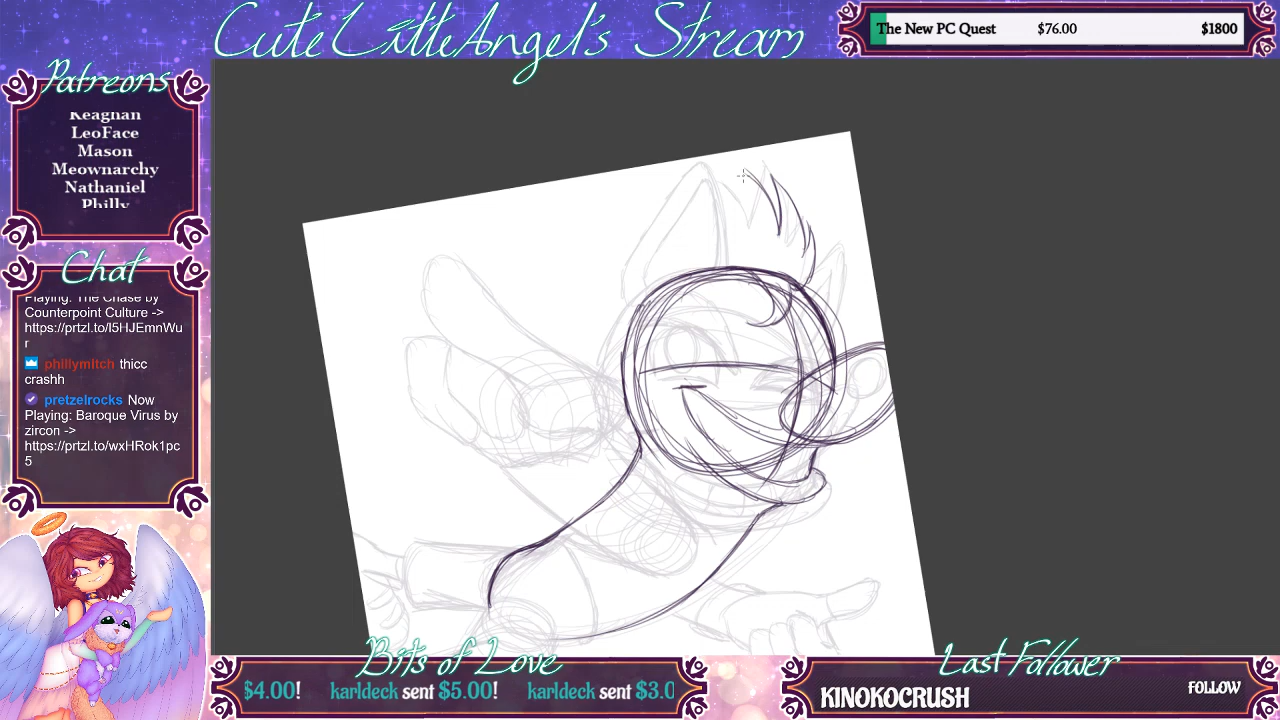 CuteLittleAngel's Stream
The New PC Quest $76.00 $1800
Patreons
Keagnan
LeoFace
Mason
Meownarchy
Nathaniel
Philly
Chat
Playing: The Chase by
Counterpoint Culture ->
https://prtzl.to/l5HJEmnWu
r
phillymitch thicc
crashh
pretzelrocks Now
Playing: Baroque Virus by
zircon ->
https://prtzl.to/wxHRok1pc
5
Bits of Love
$4.00! karldeck sent $5.00! karldeck sent $3.0
Last Follower
KINOKOCRUSH FOLLOW